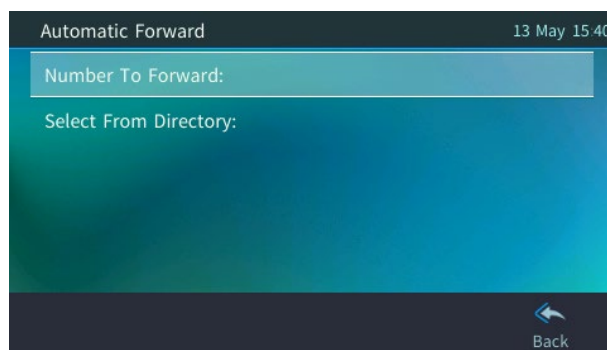 Automatic Forward 13 May 15:40
Number To Forward:
Select From Directory:
Back